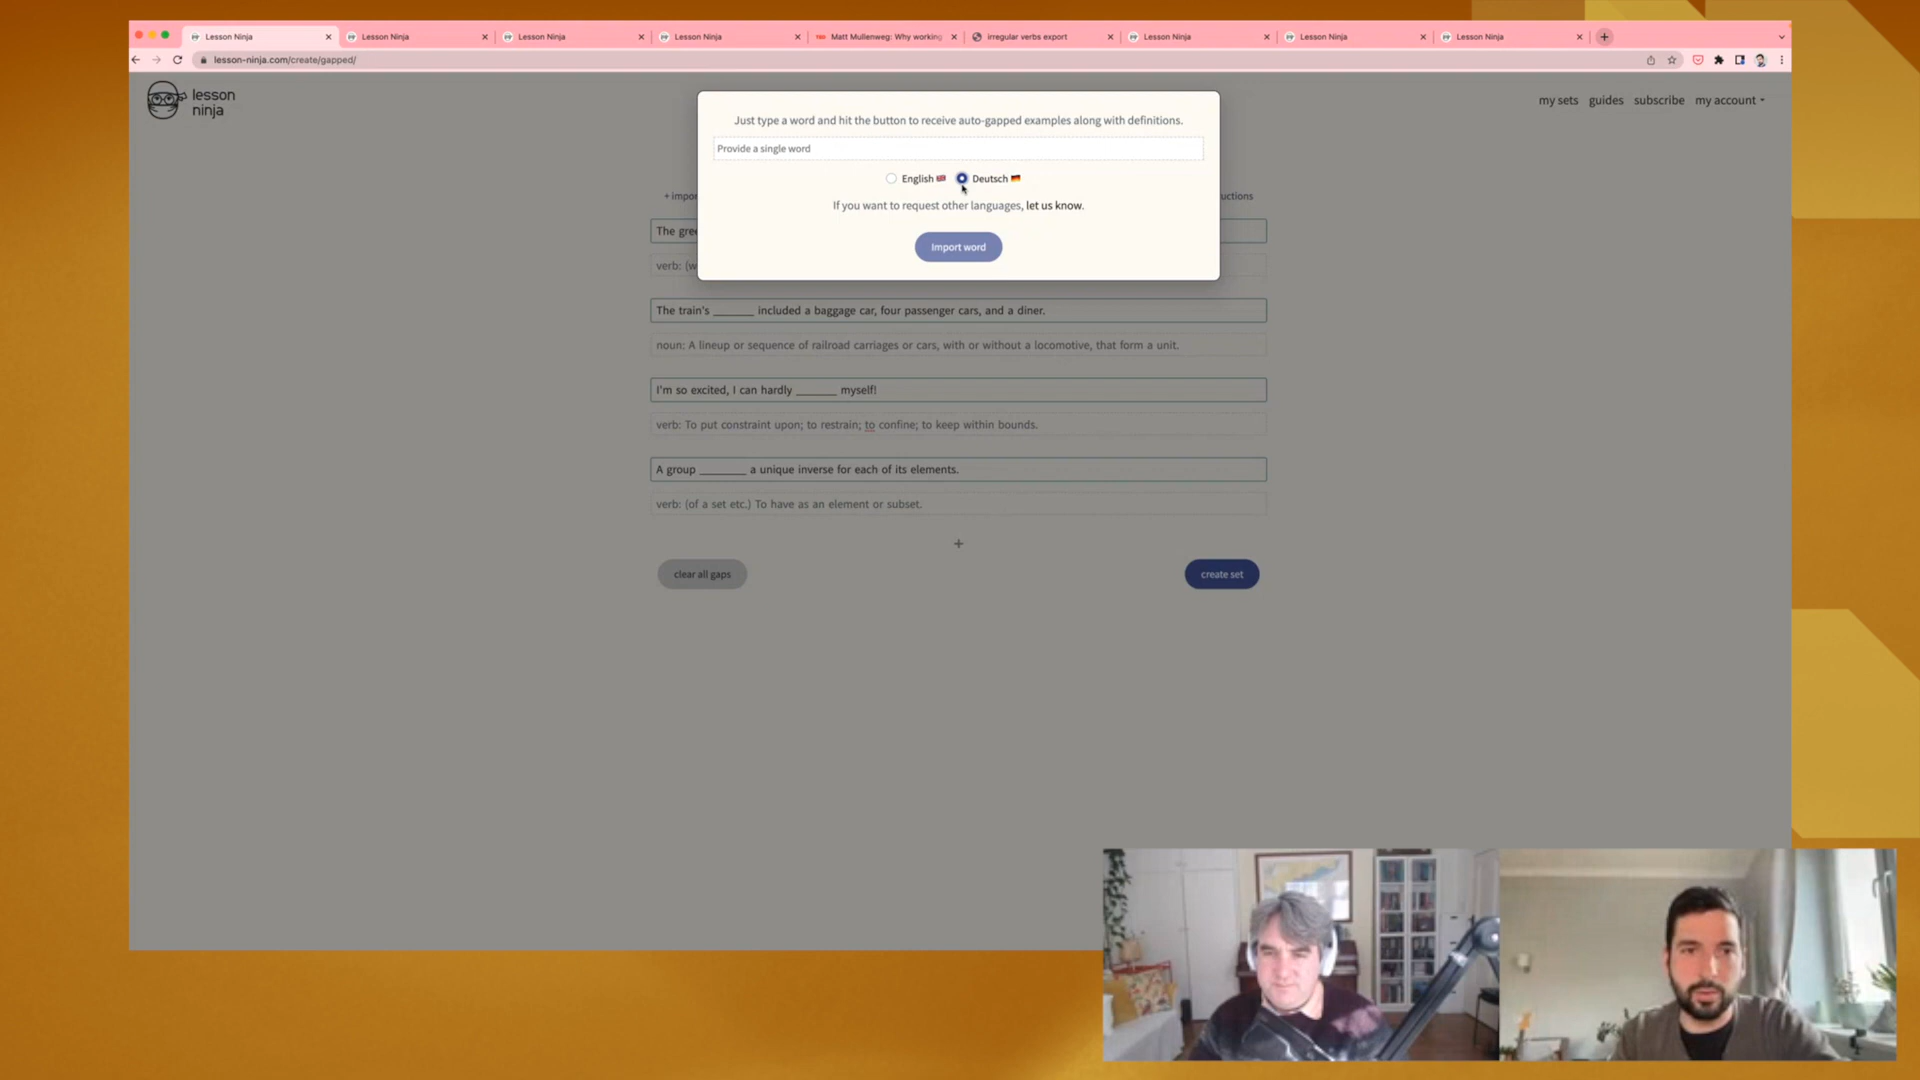 Lesson Ninja
Lesson Ninja
Lesson Ninja
Lesson Ninja
TED
Matt Mullenweg: Why working
irregular verbs export
Lesson Ninja
Lesson Ninja
Lesson Ninja
lesson-ninja.com/create/gapped/
lesson
ninja
my sets
guides
subscribe
my account
Just type a word and hit the button to receive auto-gapped examples along with definitions.
Provide a single word
English
Deutsch
If you want to request other languages, let us know.
Import word
+ impor
uctions
The gree
verb: (w
The train's _______ included a baggage car, four passenger cars, and a diner.
noun: A lineup or sequence of railroad carriages or cars, with or without a locomotive, that form a unit.
I'm so excited, I can hardly _______ myself!
verb: To put constraint upon; to restrain; to confine; to keep within bounds.
A group ________ a unique inverse for each of its elements.
verb: (of a set etc.) To have as an element or subset.
+
clear all gaps
create set